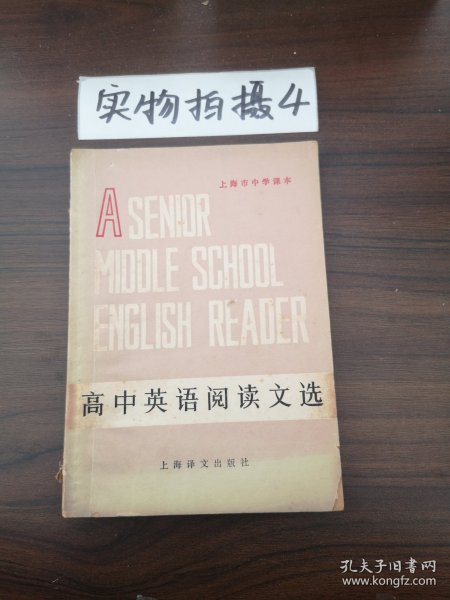 实物拍摄4
上海市中学课本
A SENIOR
MIDDLE SCHOOL
ENGLISH READER
高中英语阅读文选
上海译文出版社
孔夫子旧书网
www.kongfz.com